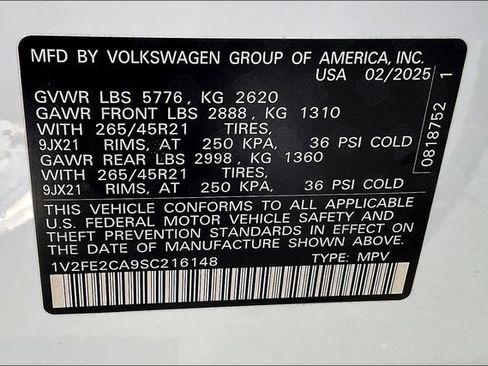 MFD BY VOLKSWAGEN GROUP OF AMERICA, INC.
USA 02/2025
GVWR LBS 5776, KG 2620
GAWR FRONT LBS 2888, KG 1310
WITH 265/45R21 TIRES,
9JX21 RIMS, AT 250 KPA, 36 PSI COLD
GAWR REAR LBS 2998, KG 1360
WITH 265/45R21 TIRES,
9JX21 RIMS, AT 250 KPA, 36 PSI COLD
THIS VEHICLE CONFORMS TO ALL APPLICABLE
U.S. FEDERAL MOTOR VEHICLE SAFETY AND
THEFT PREVENTION STANDARDS IN EFFECT ON
THE DATE OF MANUFACTURE SHOWN ABOVE.
1V2FE2CA9SC216148 TYPE: MPV
0818752 1